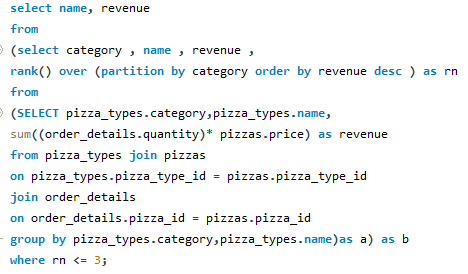 select name, revenue
from
(select category , name , revenue ,
rank() over (partition by category order by revenue desc ) as rn
from
(SELECT pizza_types.category,pizza_types.name,
sum((order_details.quantity)* pizzas.price) as revenue
from pizza_types join pizzas
on pizza_types.pizza_type_id = pizzas.pizza_type_id
join order_details
on order_details.pizza_id = pizzas.pizza_id
group by pizza_types.category,pizza_types.name)as a) as b
where rn <= 3;